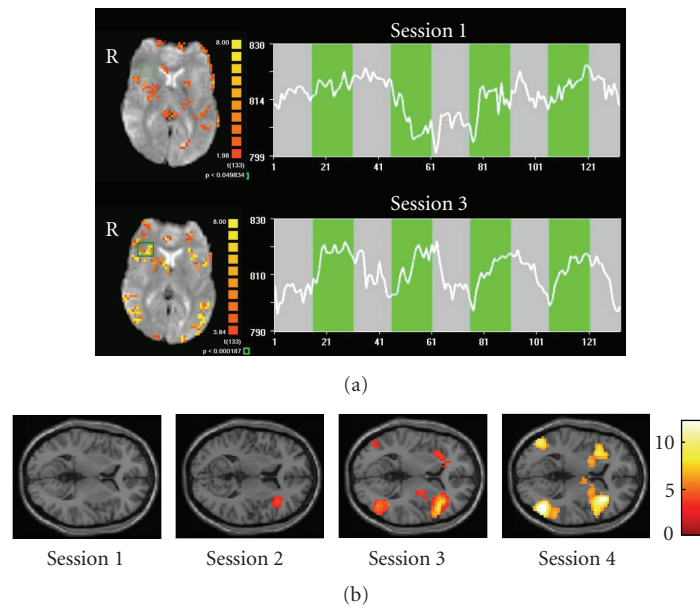 Session 1
R
8.00
1.98
t(133)
p < 0.049834
830
814
799
1 21 41 61 81 101 121
Session 3
R
8.00
3.84
t(133)
p < 0.000187
830
810
790
1 21 41 61 81 101 121
(a)
10
5
0
Session 1 Session 2 Session 3 Session 4
(b)